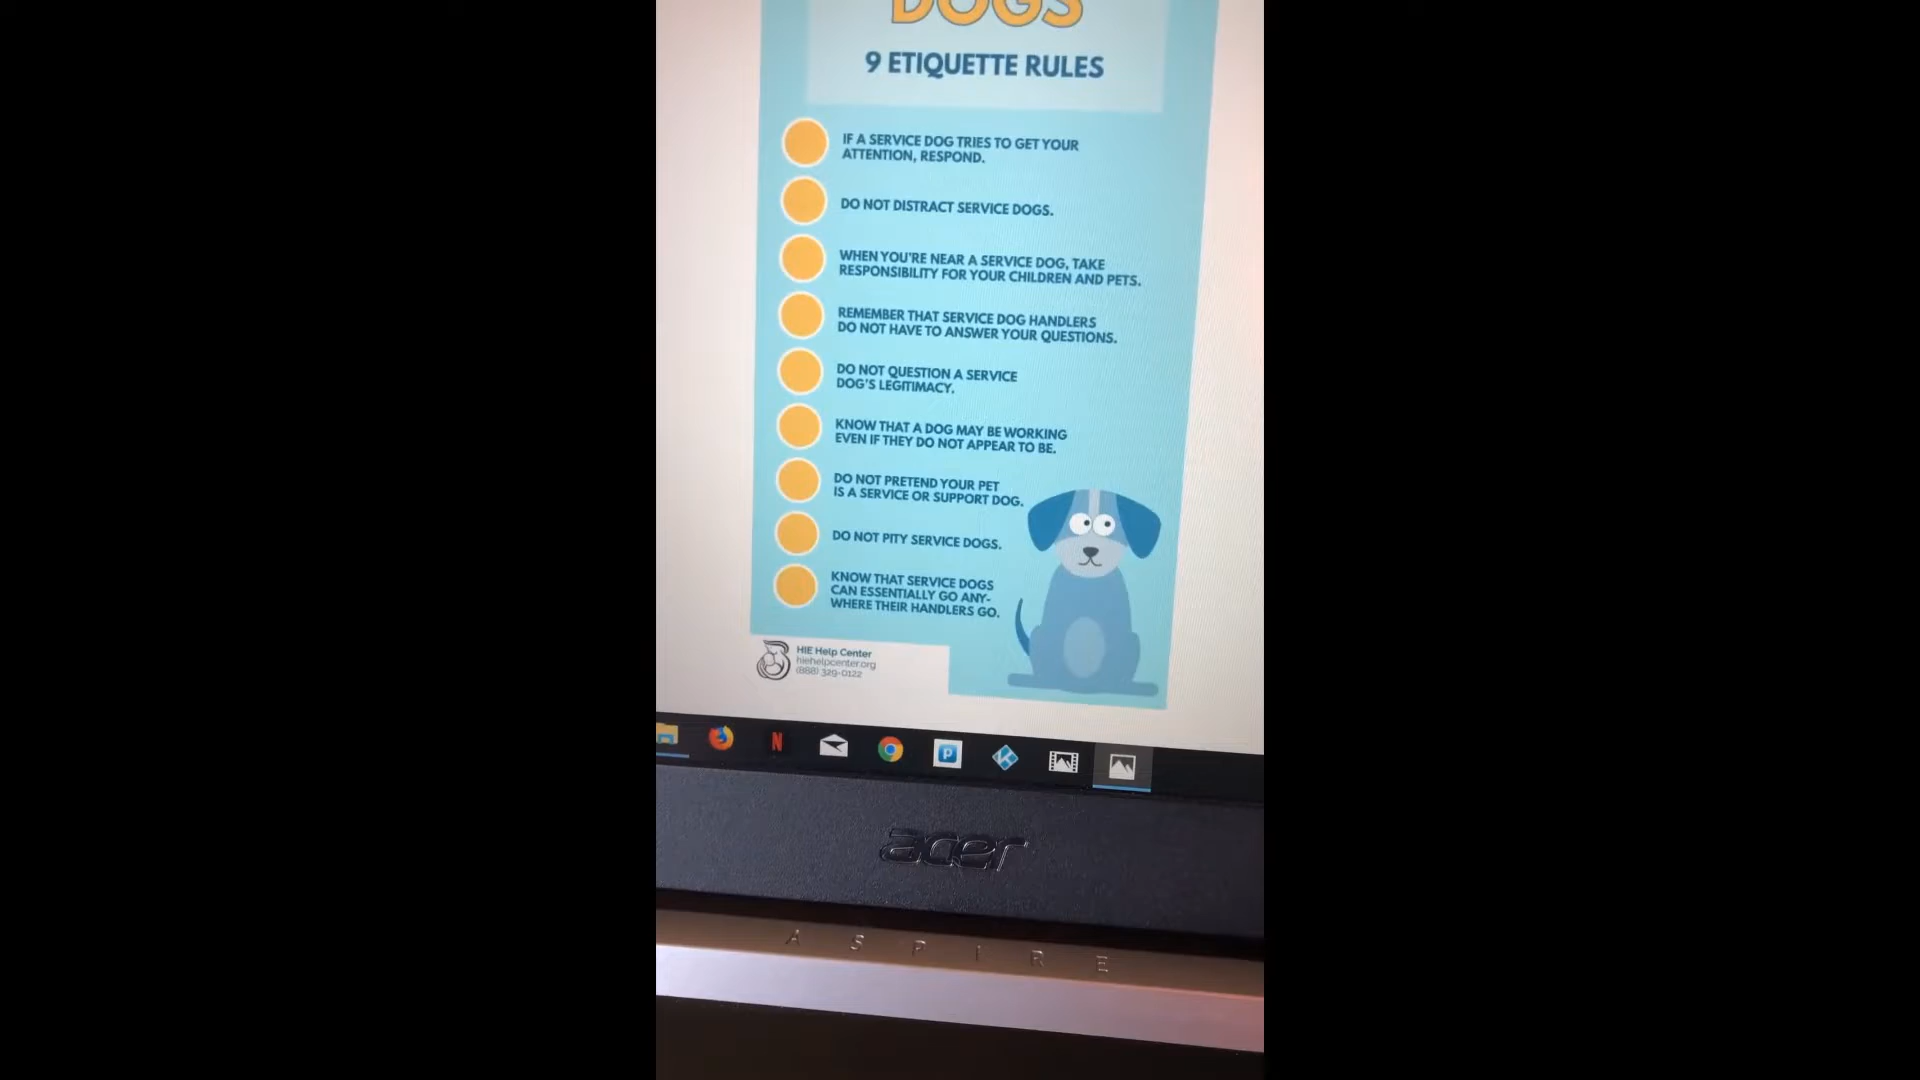 DOGS
9 ETIQUETTE RULES
IF A SERVICE DOG TRIES TO GET YOUR
ATTENTION, RESPOND.
DO NOT DISTRACT SERVICE DOGS.
WHEN YOU'RE NEAR A SERVICE DOG, TAKE
RESPONSIBILITY FOR YOUR CHILDREN AND PETS.
REMEMBER THAT SERVICE DOG HANDLERS
DO NOT HAVE TO ANSWER YOUR QUESTIONS.
DO NOT QUESTION A SERVICE
DOG'S LEGITIMACY.
KNOW THAT A DOG MAY BE WORKING
EVEN IF THEY DO NOT APPEAR TO BE.
DO NOT PRETEND YOUR PET
IS A SERVICE OR SUPPORT DOG.
DO NOT PITY SERVICE DOGS.
KNOW THAT SERVICE DOGS
CAN ESSENTIALLY GO ANY-
WHERE THEIR HANDLERS GO.
HIE Help Center
hiehelpcenter.org
(888) 329-0122
N
P
K
acer
ASPIRE